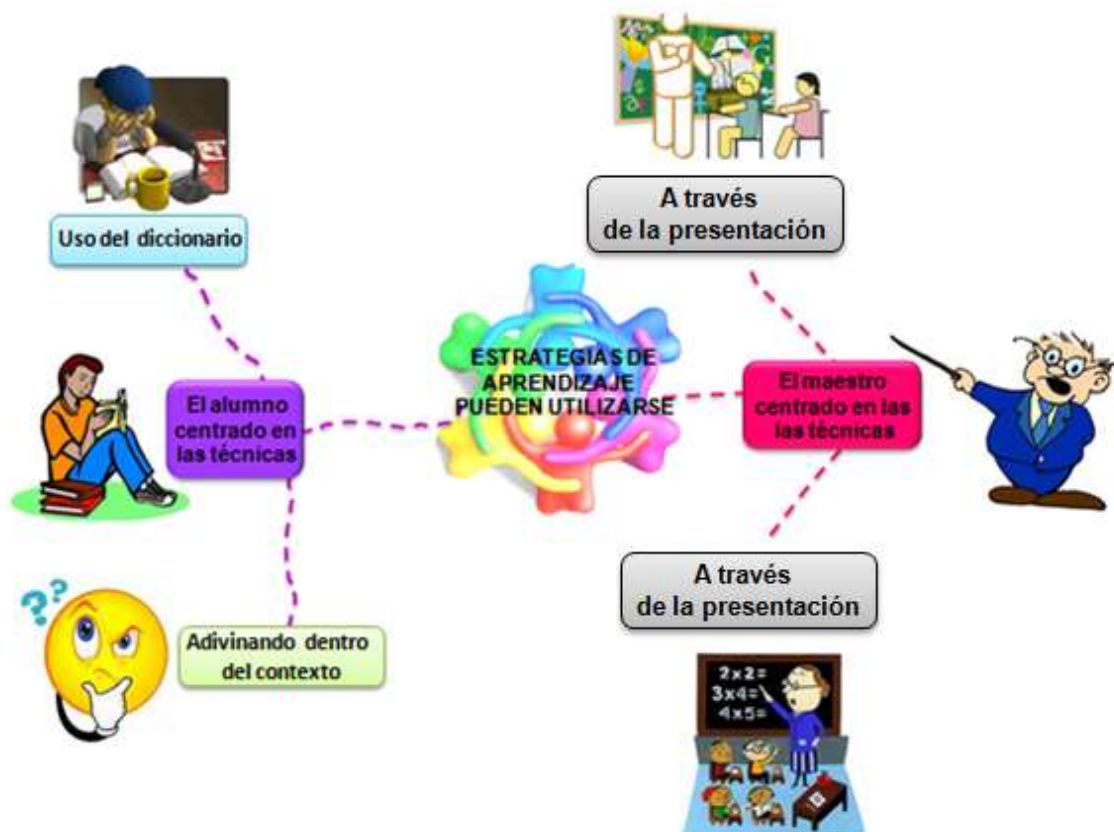 Uso del diccionario
A través
de la presentación
ESTRATEGIAS DE
APRENDIZAJE
PUEDEN UTILIZARSE
El alumno
centrado en
las técnicas
El maestro
centrado en las
las técnicas
Adivinando dentro
del contexto
A través
de la presentación
2x2=
3x4=
4x5=